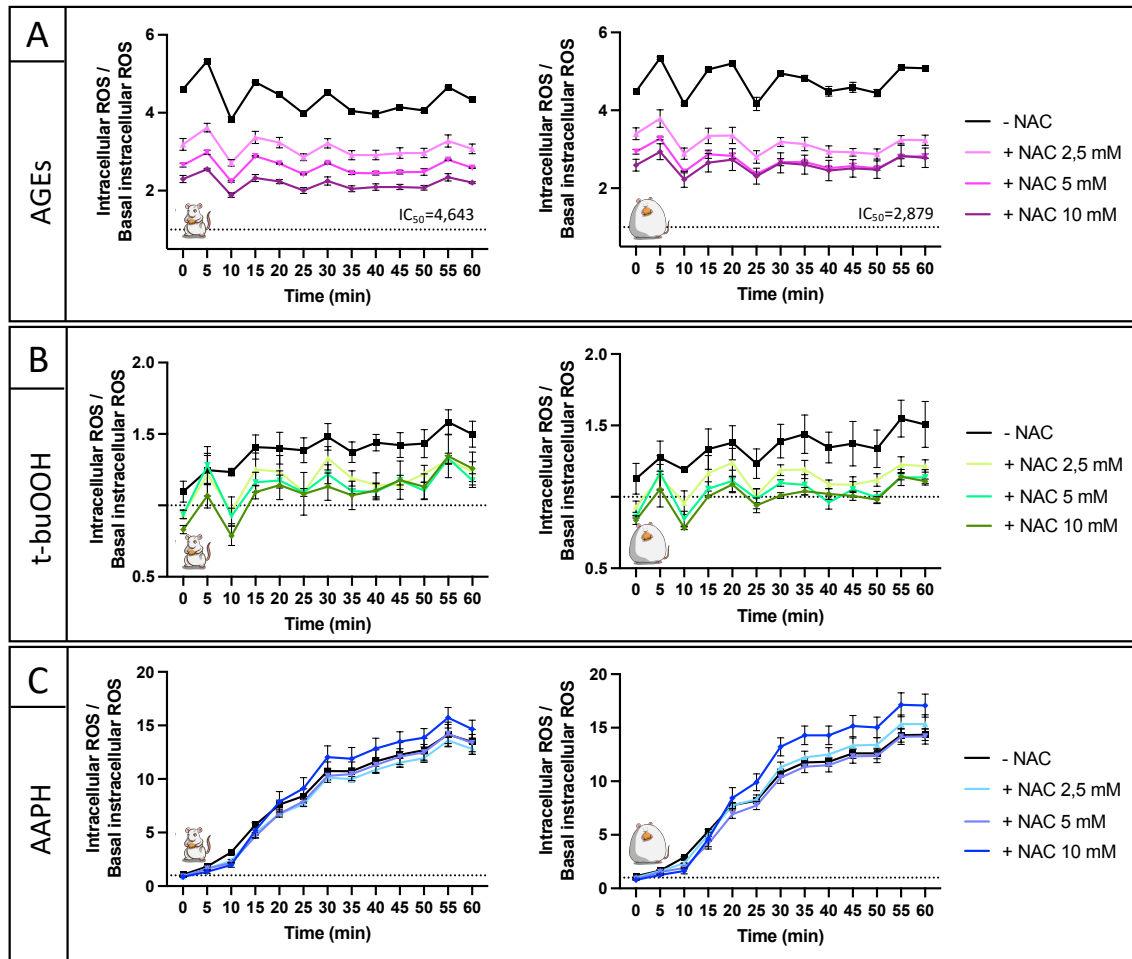 A
AGEs
Intracellular ROS /
Basal instracellular ROS
6
4
2
IC₅₀=4,643
0 5 10 15 20 25 30 35 40 45 50 55 60
Time (min)
Intracellular ROS /
Basal instracellular ROS
6
4
2
IC₅₀=2,879
0 5 10 15 20 25 30 35 40 45 50 55 60
Time (min)
- NAC
+ NAC 2,5 mM
+ NAC 5 mM
+ NAC 10 mM
B
t-buOOH
Intracellular ROS /
Basal instracellular ROS
2.0
1.5
1.0
0.5
0 5 10 15 20 25 30 35 40 45 50 55 60
Time (min)
Intracellular ROS /
Basal instracellular ROS
2.0
1.5
1.0
0.5
0 5 10 15 20 25 30 35 40 45 50 55 60
Time (min)
- NAC
+ NAC 2,5 mM
+ NAC 5 mM
+ NAC 10 mM
C
AAPH
Intracellular ROS /
Basal instracellular ROS
20
15
10
5
0
0 5 10 15 20 25 30 35 40 45 50 55 60
Time (min)
Intracellular ROS /
Basal instracellular ROS
20
15
10
5
0
0 5 10 15 20 25 30 35 40 45 50 55 60
Time (min)
- NAC
+ NAC 2,5 mM
+ NAC 5 mM
+ NAC 10 mM